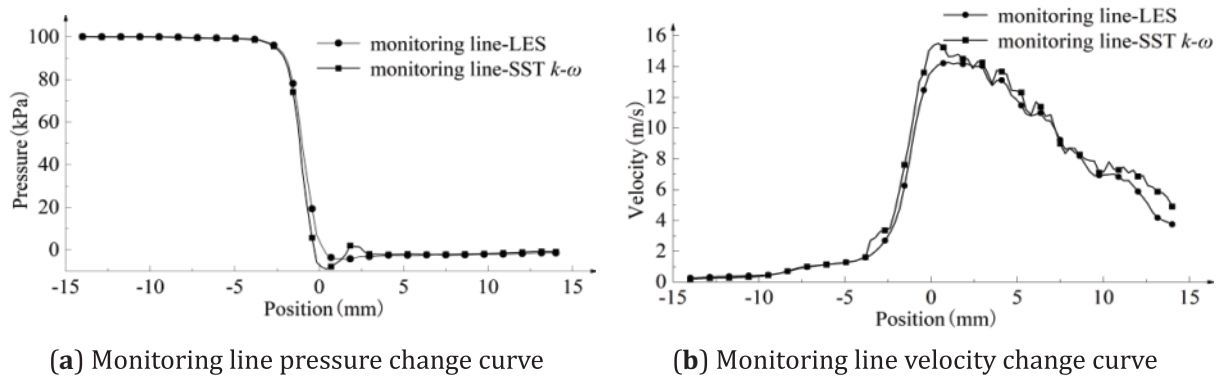 monitoring line-LES
monitoring line-SST k-ω
Pressure (kPa)
100
80
60
40
20
0
-15
-10
-5
0
5
10
15
Position (mm)
(a) Monitoring line pressure change curve
monitoring line-LES
monitoring line-SST k-ω
Velocity (m/s)
16
14
12
10
8
6
4
2
0
-15
-10
-5
0
5
10
15
Position (mm)
(b) Monitoring line velocity change curve